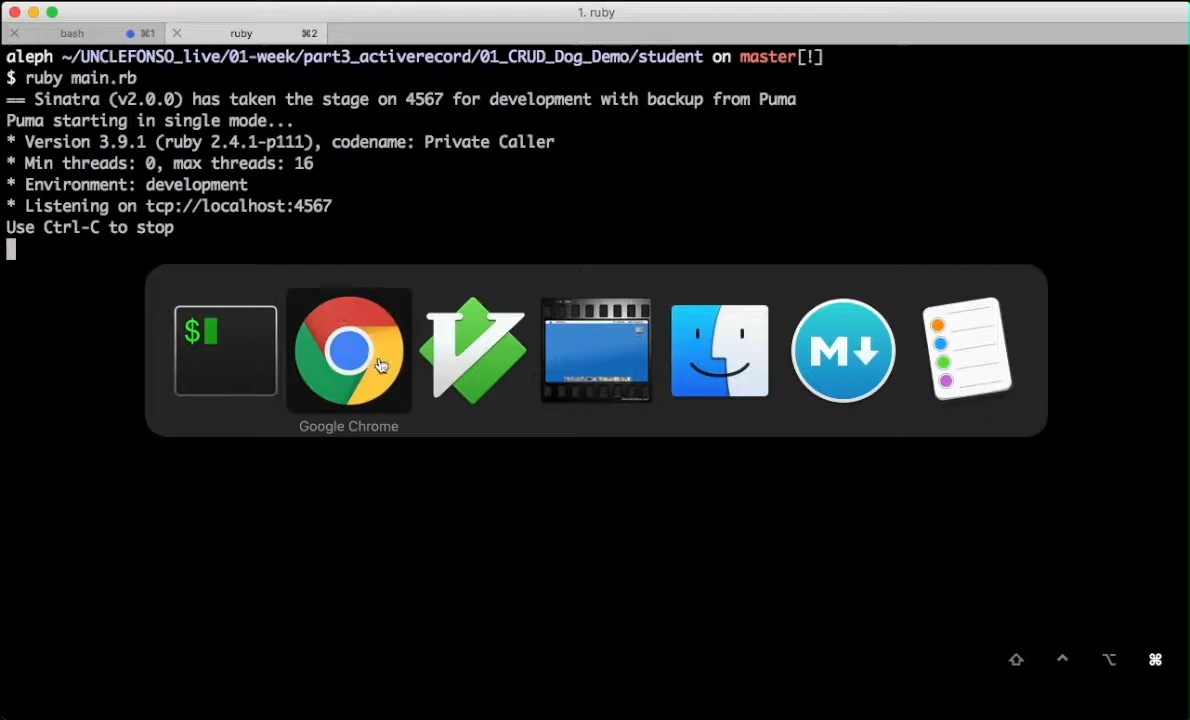 1. ruby
bash ⌘1 ruby ⌘2
aleph ~/UNCLEFONSO_live/01-week/part3_activerecord/01_CRUD_Dog_Demo/student on master[!]
$ ruby main.rb
== Sinatra (v2.0.0) has taken the stage on 4567 for development with backup from Puma
Puma starting in single mode...
* Version 3.9.1 (ruby 2.4.1-p111), codename: Private Caller
* Min threads: 0, max threads: 16
* Environment: development
* Listening on tcp://localhost:4567
Use Ctrl-C to stop
$
M
Google Chrome